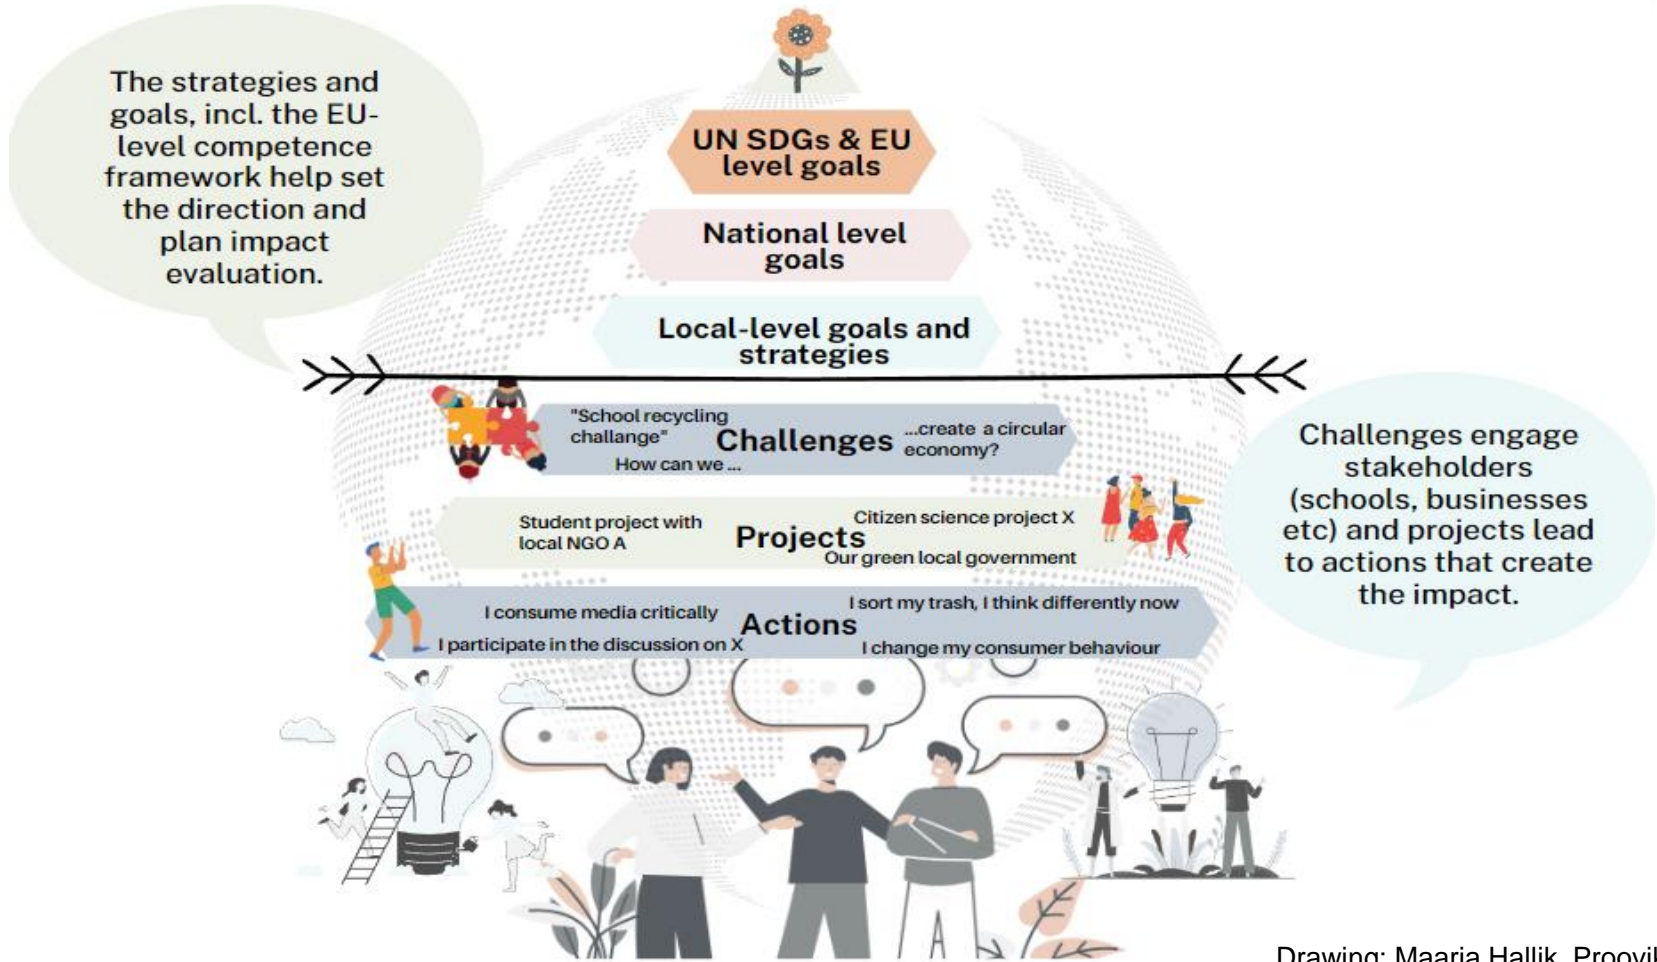 The strategies and
goals, incl. the EU-
level competence
framework help set
the direction and
plan impact
evaluation.
UN SDGs & EU
level goals
National level
goals
Local-level goals and
strategies
"School recycling
challange"
How can we ...
Challenges
...create a circular
economy?
Challenges engage
stakeholders
(schools, businesses
etc) and projects lead
to actions that create
the impact.
Student project with
local NGO A
Projects
Citizen science project X
Our green local government
I consume media critically
I participate in the discussion on X
Actions
I sort my trash, I think differently now
I change my consumer behaviour
Drawing: Maarja Hallik,